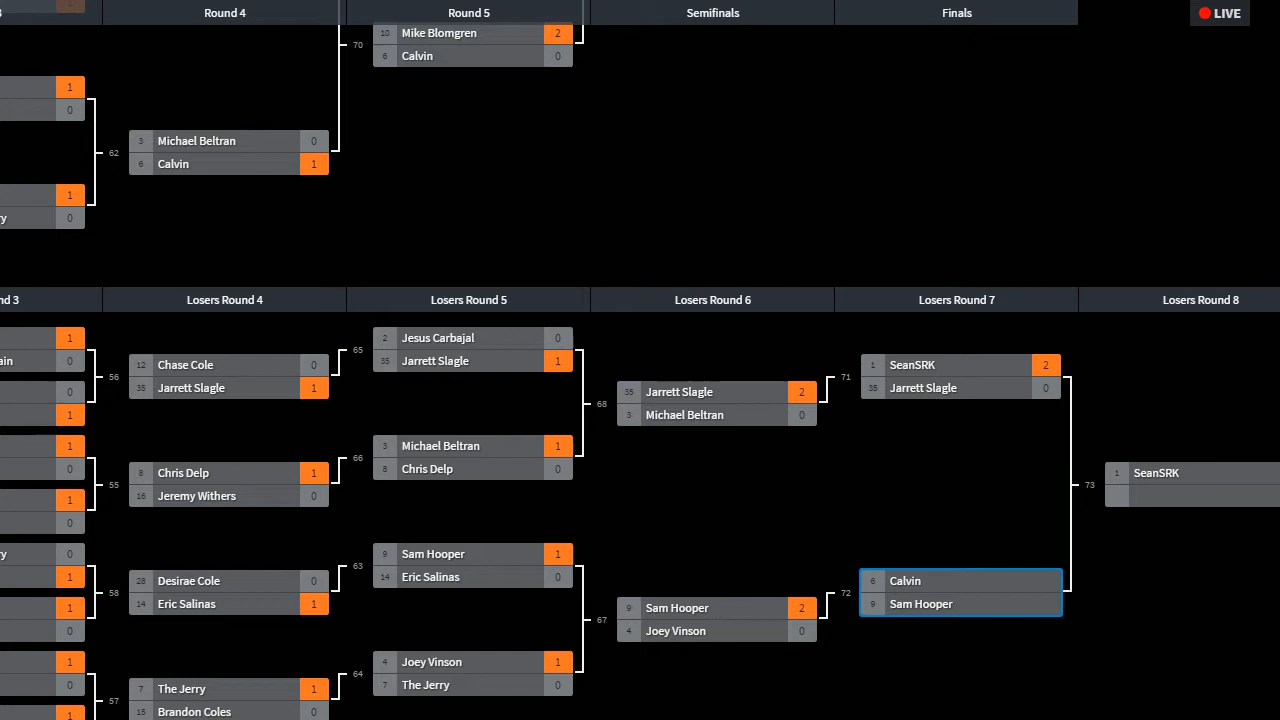 3
Round 4
Round 5
Semifinals
Finals
LIVE
70
10 Mike Blomgren 2
6 Calvin 0
1
0
62
3 Michael Beltran 0
6 Calvin 1
1
ry 0
nd 3
Losers Round 4
Losers Round 5
Losers Round 6
Losers Round 7
Losers Round 8
1
ain 0
0
1
56
12 Chase Cole 0
35 Jarrett Slagle 1
65
2 Jesus Carbajal 0
35 Jarrett Slagle 1
68
35 Jarrett Slagle 2
3 Michael Beltran 0
71
1 SeanSRK 2
35 Jarrett Slagle 0
1
0
1
0
55
8 Chris Delp 1
16 Jeremy Withers 0
66
3 Michael Beltran 1
8 Chris Delp 0
73
1 SeanSRK
ry 0
1
1
0
58
28 Desirae Cole 0
14 Eric Salinas 1
63
9 Sam Hooper 1
14 Eric Salinas 0
67
9 Sam Hooper 2
4 Joey Vinson 0
72
6 Calvin
9 Sam Hooper
1
0
1
57
7 The Jerry 1
15 Brandon Coles 0
64
4 Joey Vinson 1
7 The Jerry 0